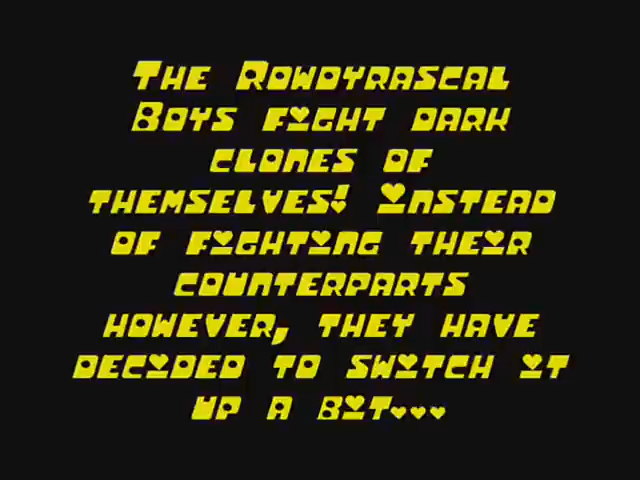 The Rowdyrascal
Boys fight dark
clones of
themselves! Instead
of fighting their
counterparts
however, they have
decided to switch it
up a bit...